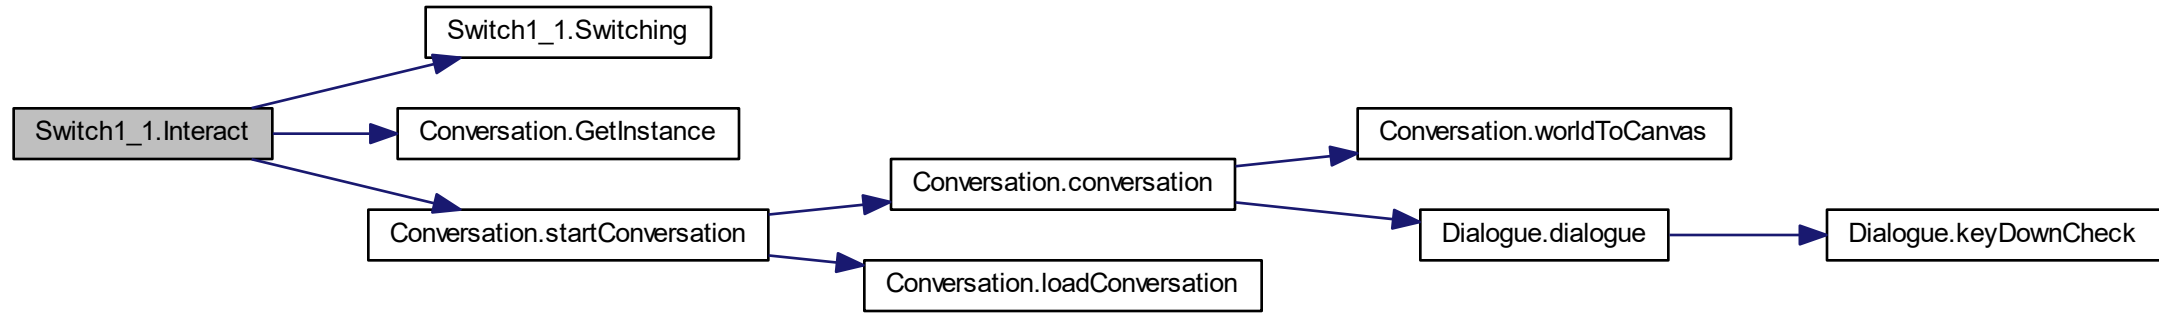 Switch1_1.Switching
Switch1_1.Interact
Conversation.GetInstance
Conversation.worldToCanvas
Conversation.conversation
Conversation.startConversation
Dialogue.dialogue
Dialogue.keyDownCheck
Conversation.loadConversation